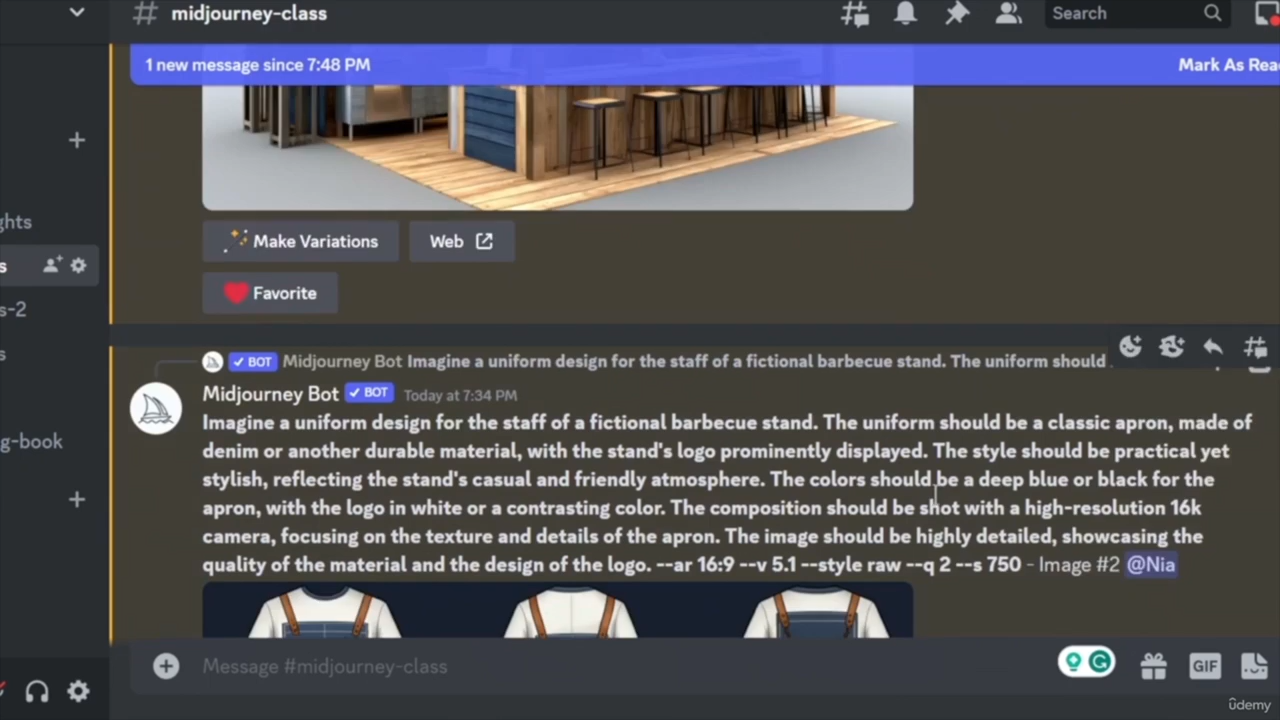 midjourney-class
Search
1 new message since 7:48 PM
Mark As Rea
Make Variations
Web
Favorite
ghts
s
s-2
s
g-book
BOT Midjourney Bot Imagine a uniform design for the staff of a fictional barbecue stand. The uniform should
Midjourney Bot BOT Today at 7:34 PM
Imagine a uniform design for the staff of a fictional barbecue stand. The uniform should be a classic apron, made of
denim or another durable material, with the stand's logo prominently displayed. The style should be practical yet
stylish, reflecting the stand's casual and friendly atmosphere. The colors should be a deep blue or black for the
apron, with the logo in white or a contrasting color. The composition should be shot with a high-resolution 16k
camera, focusing on the texture and details of the apron. The image should be highly detailed, showcasing the
quality of the material and the design of the logo. --ar 16:9 --v 5.1 --style raw --q 2 --s 750 - Image #2 @Nia
Message #midjourney-class
GIF
ûdemy